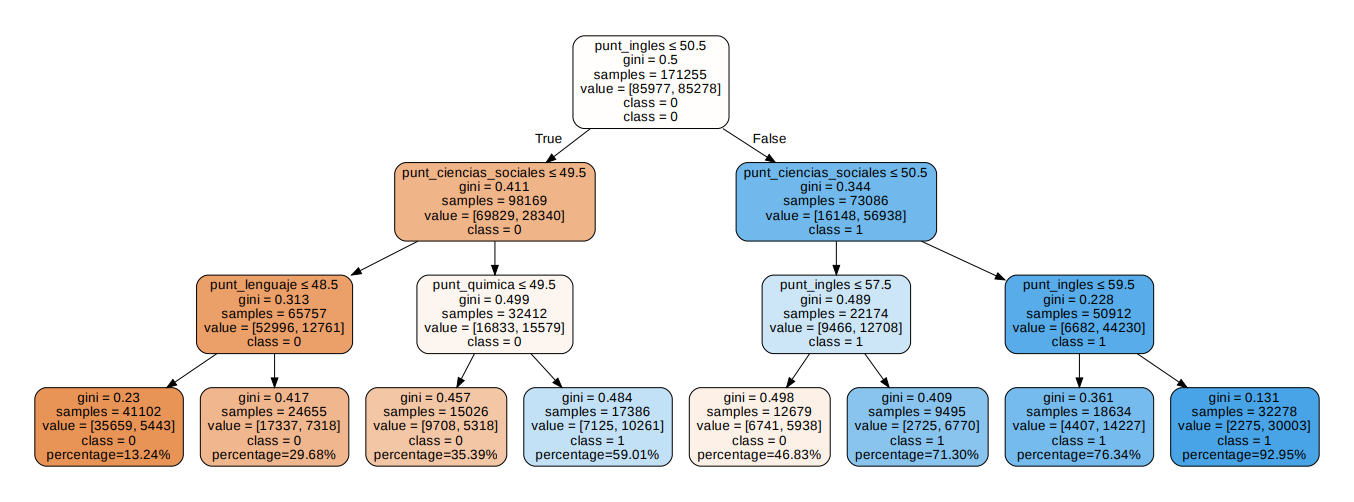 punt_ingles ≤ 50.5
gini = 0.5
samples = 171255
value = [85977, 85278]
class = 0
class = 0
True
False
punt_ciencias_sociales ≤ 49.5
gini = 0.411
samples = 98169
value = [69829, 28340]
class = 0
punt_ciencias_sociales ≤ 50.5
gini = 0.344
samples = 73086
value = [16148, 56938]
class = 1
punt_lenguaje ≤ 48.5
gini = 0.313
samples = 65757
value = [52996, 12761]
class = 0
punt_quimica ≤ 49.5
gini = 0.499
samples = 32412
value = [16833, 15579]
class = 0
punt_ingles ≤ 57.5
gini = 0.489
samples = 22174
value = [9466, 12708]
class = 1
punt_ingles ≤ 59.5
gini = 0.228
samples = 50912
value = [6682, 44230]
class = 1
gini = 0.23
samples = 41102
value = [35659, 5443]
class = 0
percentage=13.24%
gini = 0.417
samples = 24655
value = [17337, 7318]
class = 0
percentage=29.68%
gini = 0.457
samples = 15026
value = [9708, 5318]
class = 0
percentage=35.39%
gini = 0.484
samples = 17386
value = [7125, 10261]
class = 1
percentage=59.01%
gini = 0.498
samples = 12679
value = [6741, 5938]
class = 0
percentage=46.83%
gini = 0.409
samples = 9495
value = [2725, 6770]
class = 1
percentage=71.30%
gini = 0.361
samples = 18634
value = [4407, 14227]
class = 1
percentage=76.34%
gini = 0.131
samples = 32278
value = [2275, 30003]
class = 1
percentage=92.95%